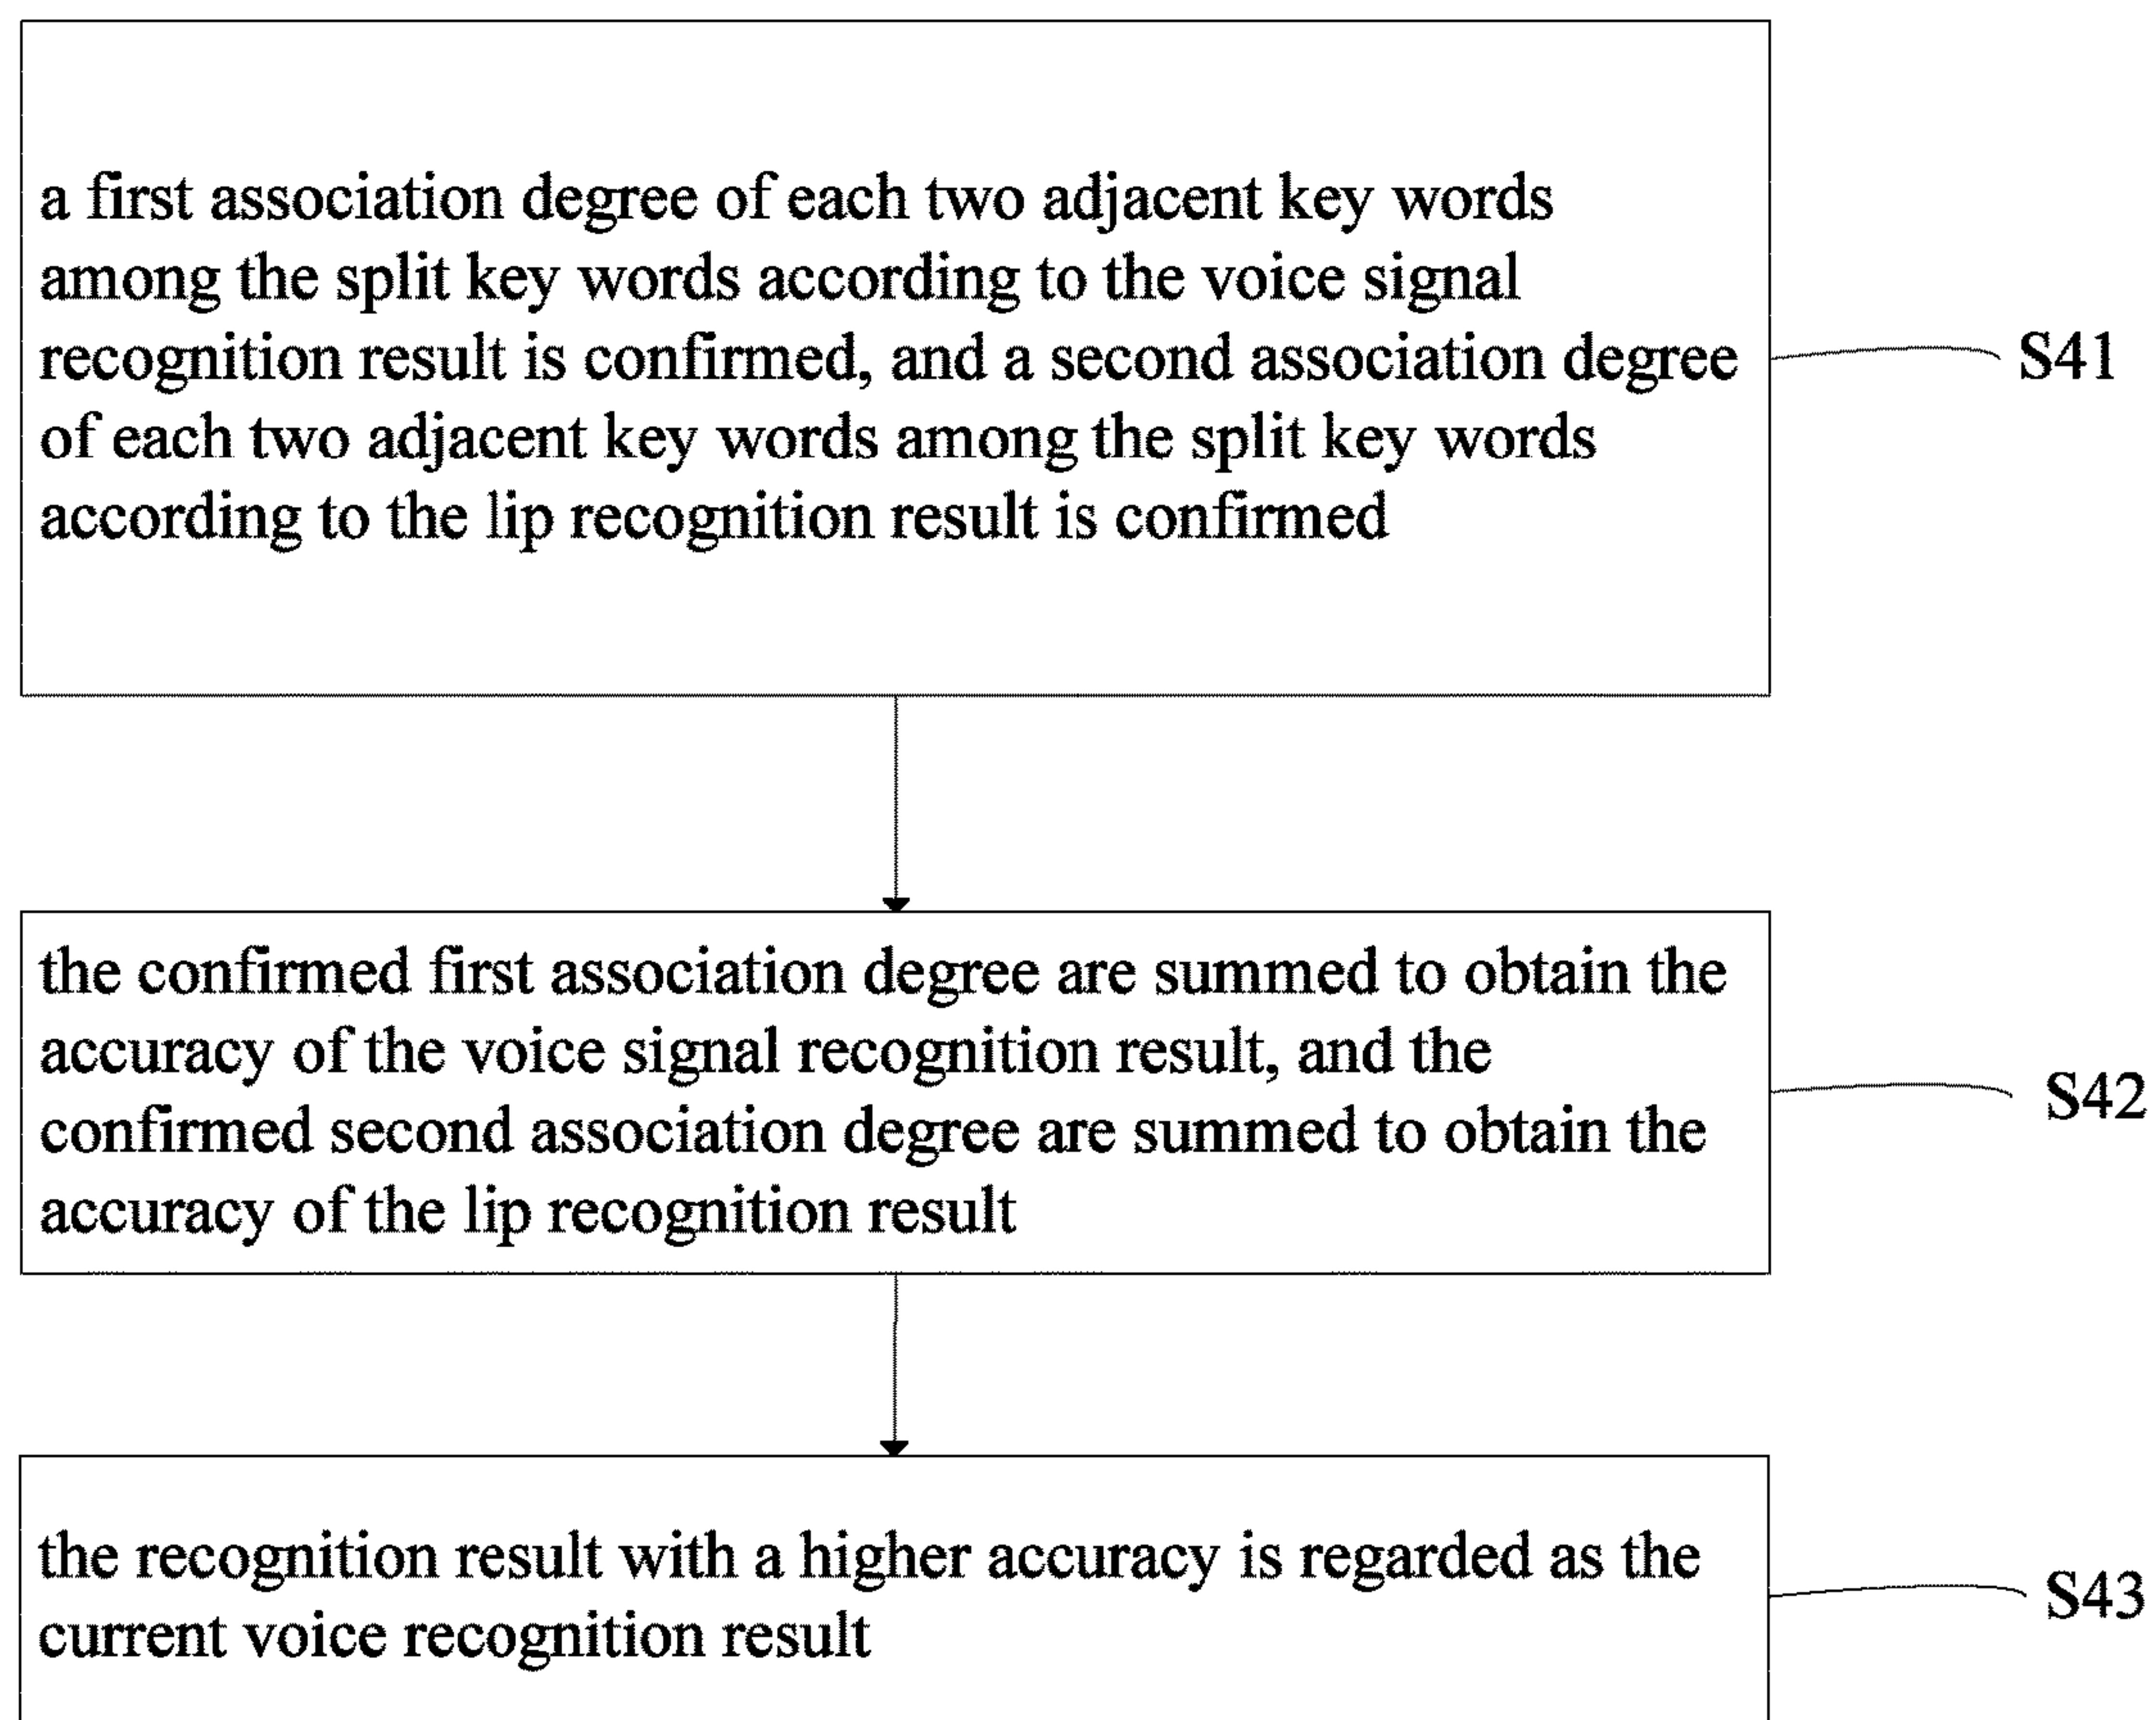 a first association degree of each two adjacent key words
among the split key words according to the voice signal
recognition result is confirmed, and a second association degree
of each two adjacent key words among the split key words
according to the lip recognition result is confirmed
S41
the confirmed first association degree are summed to obtain the
accuracy of the voice signal recognition result, and the
confirmed second association degree are summed to obtain the
accuracy of the lip recognition result
S42
the recognition result with a higher accuracy is regarded as the
current voice recognition result
S43